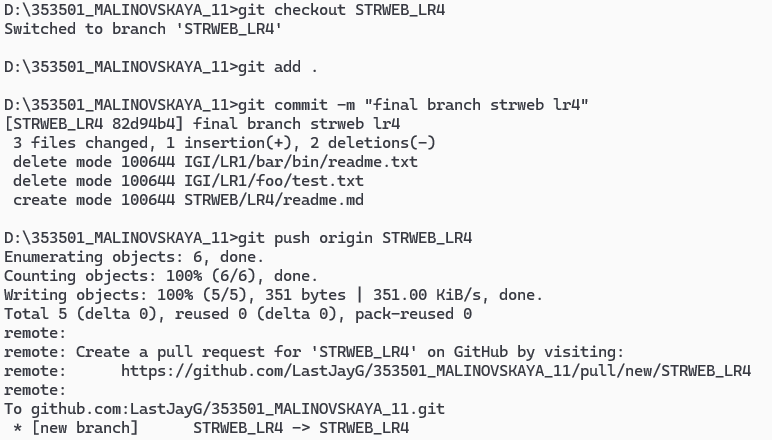 D:\353501_MALINOVSKAYA_11>git checkout STRWEB_LR4
Switched to branch 'STRWEB_LR4'
D:\353501_MALINOVSKAYA_11>git add .
D:\353501_MALINOVSKAYA_11>git commit -m "final branch strweb lr4"
[STRWEB_LR4 82d94b4] final branch strweb lr4
 3 files changed, 1 insertion(+), 2 deletions(-)
 delete mode 100644 IGI/LR1/bar/bin/readme.txt
 delete mode 100644 IGI/LR1/foo/test.txt
 create mode 100644 STRWEB/LR4/readme.md
D:\353501_MALINOVSKAYA_11>git push origin STRWEB_LR4
Enumerating objects: 6, done.
Counting objects: 100% (6/6), done.
Writing objects: 100% (5/5), 351 bytes | 351.00 KiB/s, done.
Total 5 (delta 0), reused 0 (delta 0), pack-reused 0
remote:
remote: Create a pull request for 'STRWEB_LR4' on GitHub by visiting:
remote:      https://github.com/LastJayG/353501_MALINOVSKAYA_11/pull/new/STRWEB_LR4
remote:
To github.com:LastJayG/353501_MALINOVSKAYA_11.git
 * [new branch]      STRWEB_LR4 -> STRWEB_LR4